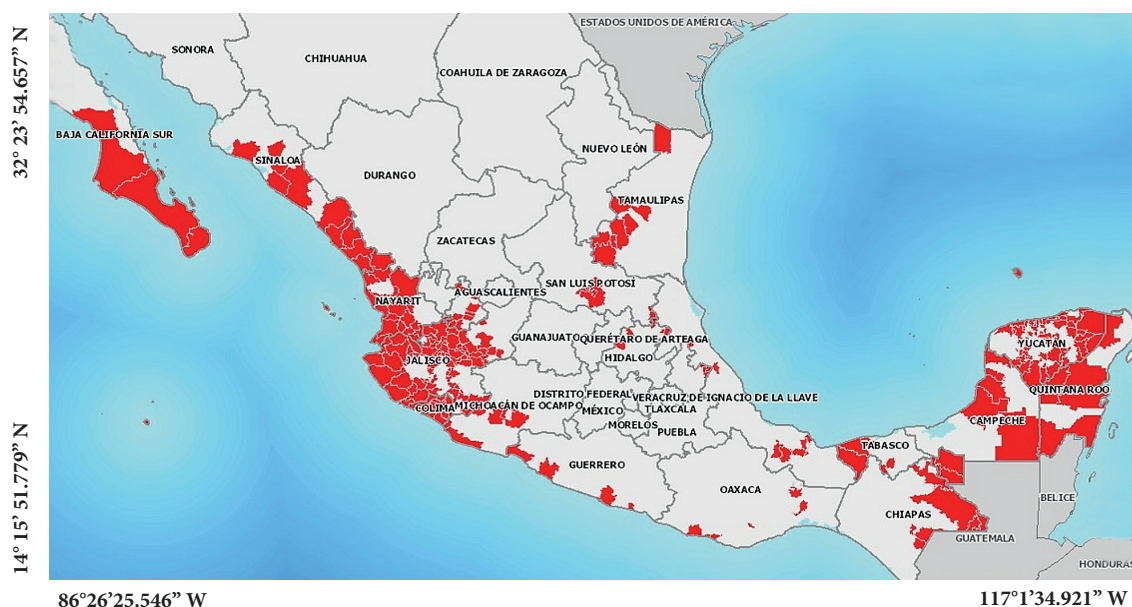 ESTADOS UNIDOS DE AMÉRICA
SONORA
CHIHUAHUA
COAHUILA DE ZARAGOZA
32° 23’ 54.657” N
BAJA CALIFORNIA SUR
NUEVO LEÓN
SINALOA
DURANGO
TAMAULIPAS
ZACATECAS
SAN LUIS POTOSÍ
AGUASCALIENTES
NAYARIT
GUANAJUATO
QUERÉTARO DE ARTEAGA
YUCATÁN
HIDALGO
JALISCO
QUINTANA ROO
DISTRITO FEDERAL
VERACRUZ DE IGNACIO DE LA LLAVE
COLIMA
MICHOACÁN DE OCAMPO
MÉXICO
TLAXCALA
CAMPECHE
MORELOS
PUEBLA
TABASCO
GUERRERO
OAXACA
BELICE
CHIAPAS
GUATEMALA
HONDURAS
14° 15’ 51.779” N
86°26’25.546” W
117°1’34.921” W